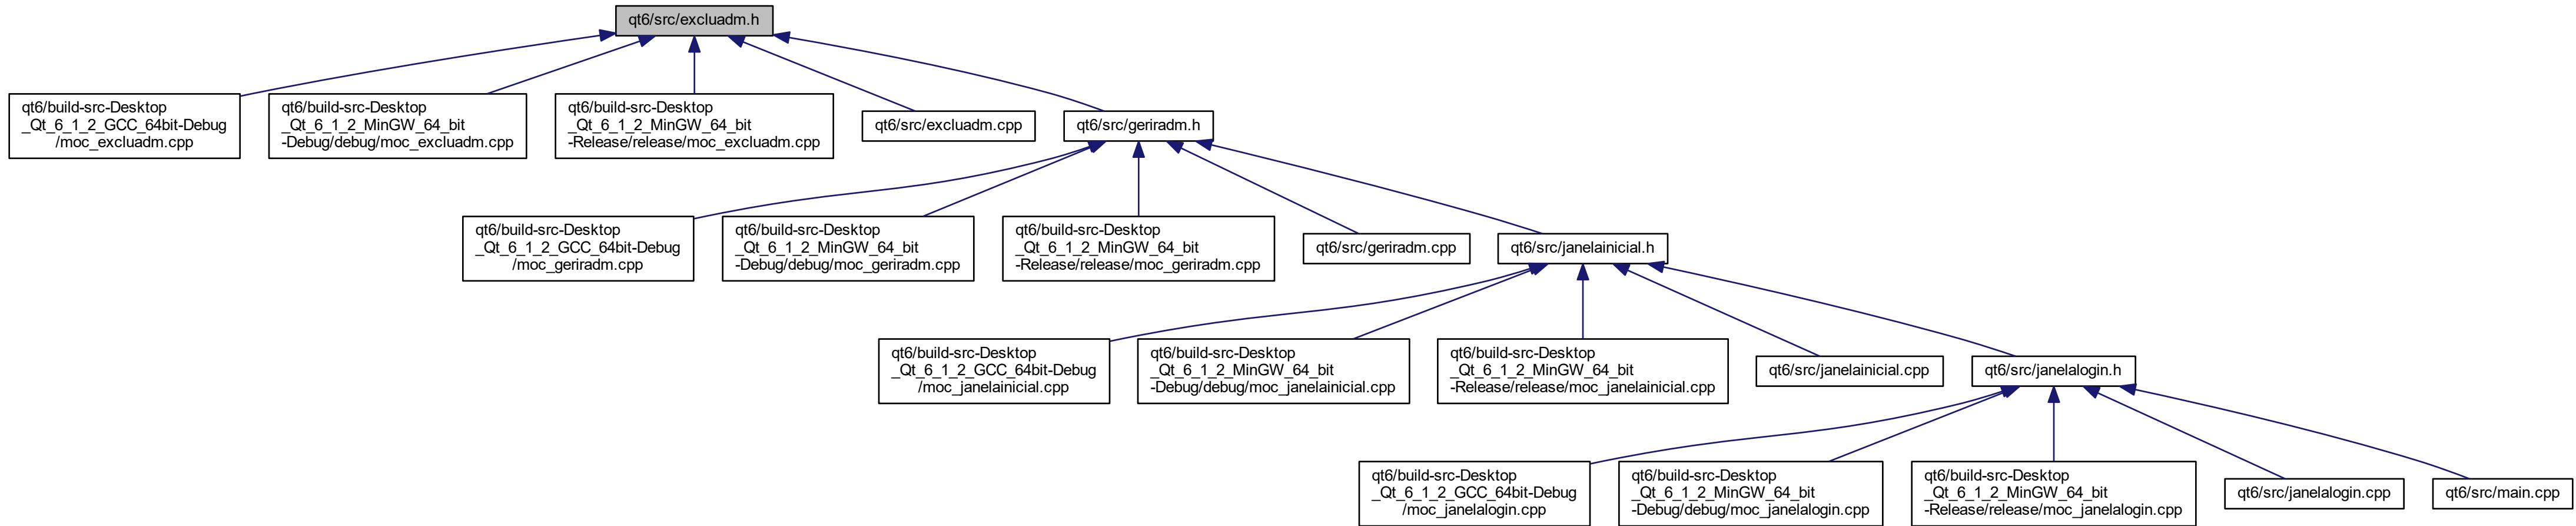 qt6/src/excluadm.h
qt6/build-src-Desktop
_Qt_6_1_2_GCC_64bit-Debug
/moc_excluadm.cpp
qt6/build-src-Desktop
_Qt_6_1_2_MinGW_64_bit
-Debug/debug/moc_excluadm.cpp
qt6/build-src-Desktop
_Qt_6_1_2_MinGW_64_bit
-Release/release/moc_excluadm.cpp
qt6/src/excluadm.cpp
qt6/src/geriradm.h
qt6/build-src-Desktop
_Qt_6_1_2_GCC_64bit-Debug
/moc_geriradm.cpp
qt6/build-src-Desktop
_Qt_6_1_2_MinGW_64_bit
-Debug/debug/moc_geriradm.cpp
qt6/build-src-Desktop
_Qt_6_1_2_MinGW_64_bit
-Release/release/moc_geriradm.cpp
qt6/src/geriradm.cpp
qt6/src/janelainicial.h
qt6/build-src-Desktop
_Qt_6_1_2_GCC_64bit-Debug
/moc_janelainicial.cpp
qt6/build-src-Desktop
_Qt_6_1_2_MinGW_64_bit
-Debug/debug/moc_janelainicial.cpp
qt6/build-src-Desktop
_Qt_6_1_2_MinGW_64_bit
-Release/release/moc_janelainicial.cpp
qt6/src/janelainicial.cpp
qt6/src/janelalogin.h
qt6/build-src-Desktop
_Qt_6_1_2_GCC_64bit-Debug
/moc_janelalogin.cpp
qt6/build-src-Desktop
_Qt_6_1_2_MinGW_64_bit
-Debug/debug/moc_janelalogin.cpp
qt6/build-src-Desktop
_Qt_6_1_2_MinGW_64_bit
-Release/release/moc_janelalogin.cpp
qt6/src/janelalogin.cpp
qt6/src/main.cpp